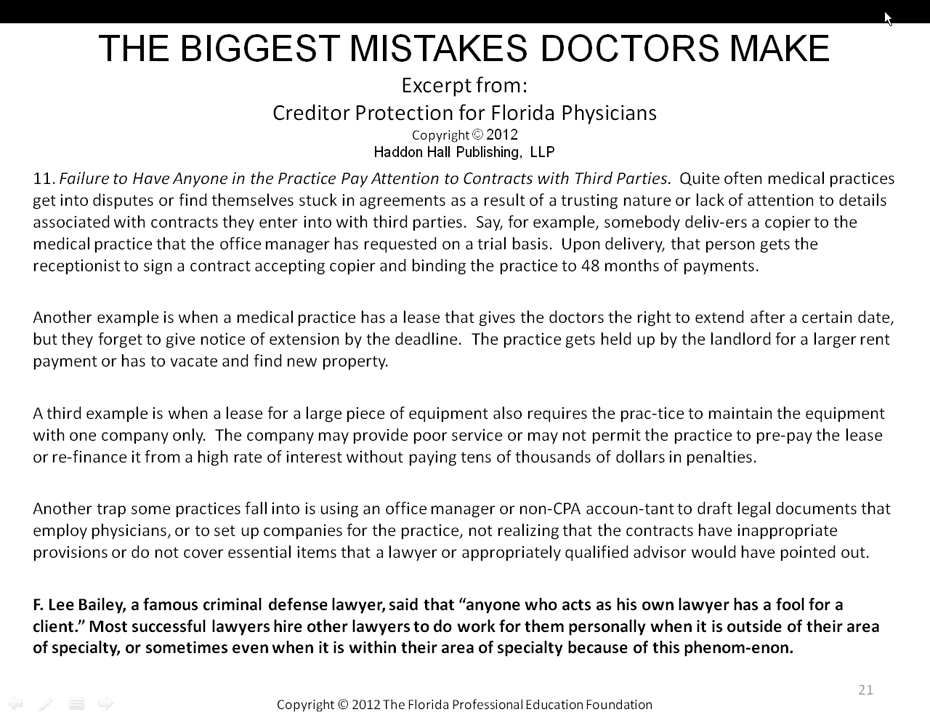 THE BIGGEST MISTAKES DOCTORS MAKE
Excerpt from:
Creditor Protection for Florida Physicians
Copyright © 2012
Haddon Hall Publishing, LLP
11. Failure to Have Anyone in the Practice Pay Attention to Contracts with Third Parties. Quite often medical practices
get into disputes or find themselves stuck in agreements as a result of a trusting nature or lack of attention to details
associated with contracts they enter into with third parties. Say, for example, somebody deliv-ers a copier to the
medical practice that the office manager has requested on a trial basis. Upon delivery, that person gets the
receptionist to sign a contract accepting copier and binding the practice to 48 months of payments.
Another example is when a medical practice has a lease that gives the doctors the right to extend after a certain date,
but they forget to give notice of extension by the deadline. The practice gets held up by the landlord for a larger rent
payment or has to vacate and find new property.
A third example is when a lease for a large piece of equipment also requires the prac-tice to maintain the equipment
with one company only. The company may provide poor service or may not permit the practice to pre-pay the lease
or re-finance it from a high rate of interest without paying tens of thousands of dollars in penalties.
Another trap some practices fall into is using an office manager or non-CPA accoun-tant to draft legal documents that
employ physicians, or to set up companies for the practice, not realizing that the contracts have inappropriate
provisions or do not cover essential items that a lawyer or appropriately qualified advisor would have pointed out.
F. Lee Bailey, a famous criminal defense lawyer, said that “anyone who acts as his own lawyer has a fool for a
client.” Most successful lawyers hire other lawyers to do work for them personally when it is outside of their area
of specialty, or sometimes even when it is within their area of specialty because of this phenom-enon.
21
Copyright © 2012 The Florida Professional Education Foundation